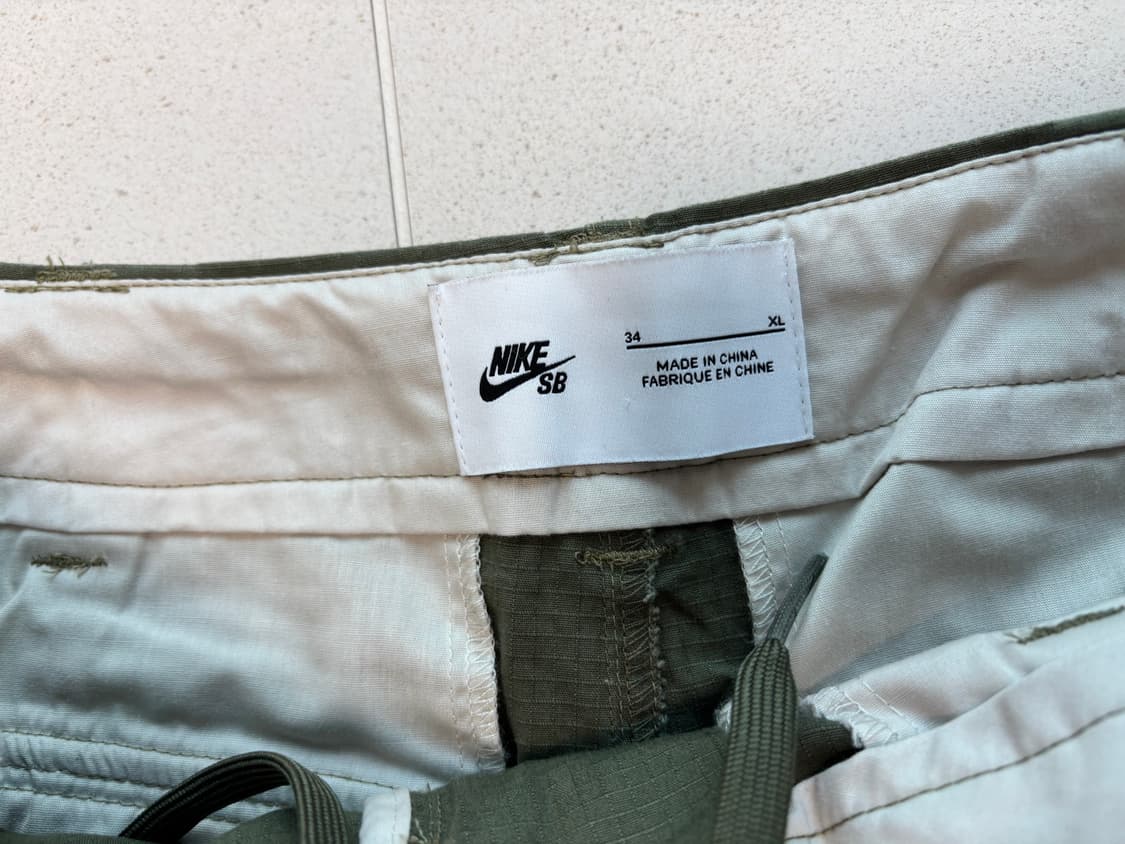 NIKE
SB
34 XL
MADE IN CHINA
FABRIQUE EN CHINE